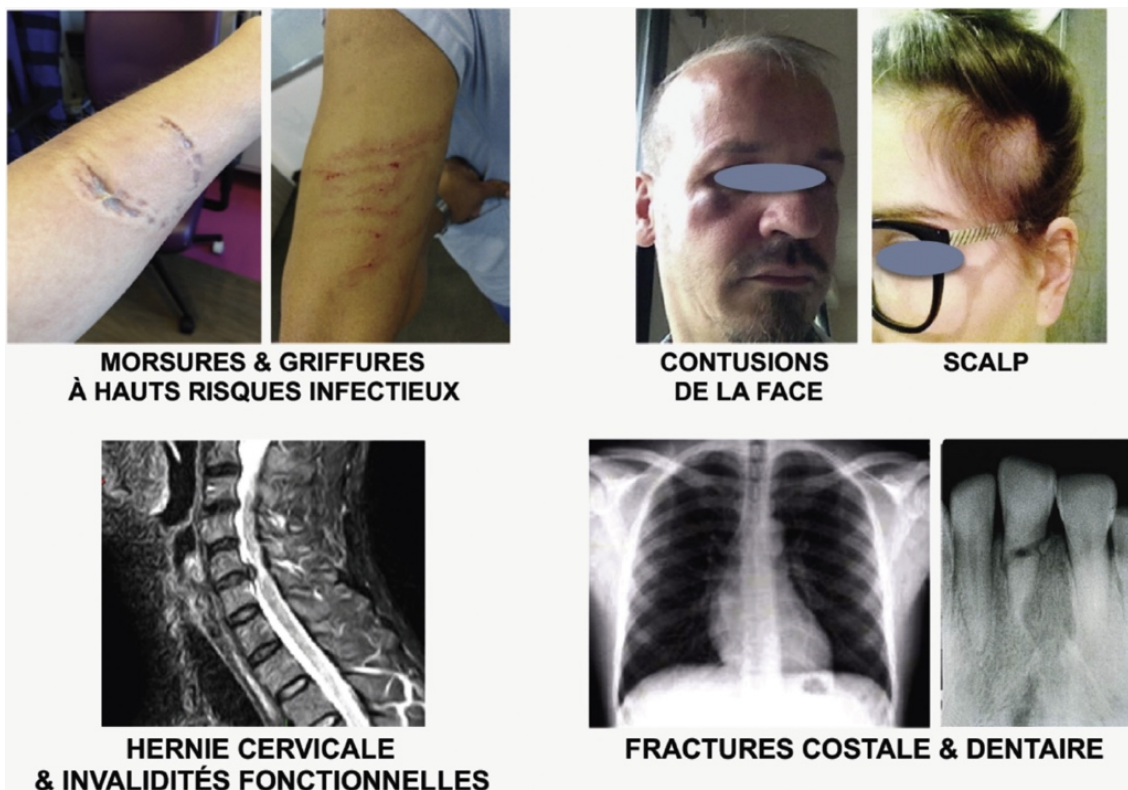 MORSURES & GRIFFURES
À HAUTS RISQUES INFECTIEUX
CONTUSIONS
DE LA FACE
SCALP
HERNIE CERVICALE
& INVALIDITÉS FONCTIONNELLES
FRACTURES COSTALE & DENTAIRE